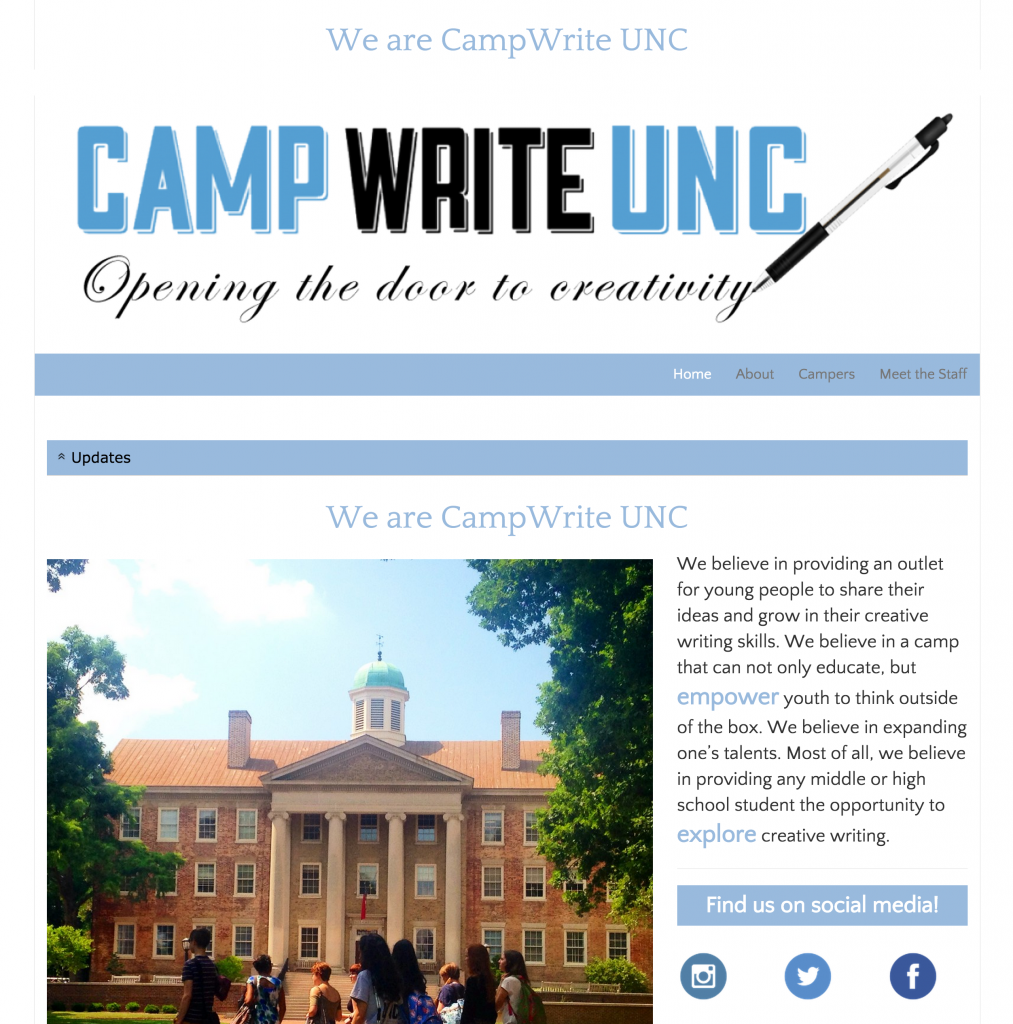 We are CampWrite UNC
CAMP WRITE UNC
Opening the door to creativity
Home About Campers Meet the Staff
Updates
We are CampWrite UNC
We believe in providing an outlet
for young people to share their
ideas and grow in their creative
writing skills. We believe in a camp
that can not only educate, but
empower youth to think outside
of the box. We believe in expanding
one’s talents. Most of all, we believe
in providing any middle or high
school student the opportunity to
explore creative writing.
Find us on social media!